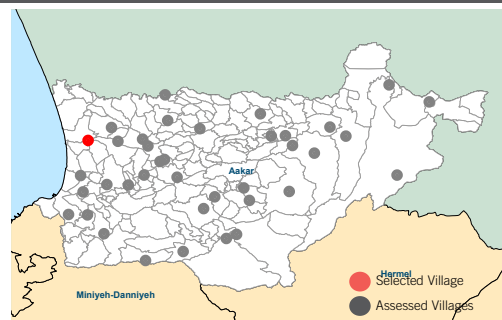 Aakar
Hermel
Selected Village
Miniyeh-Danniyeh
Assessed Villages